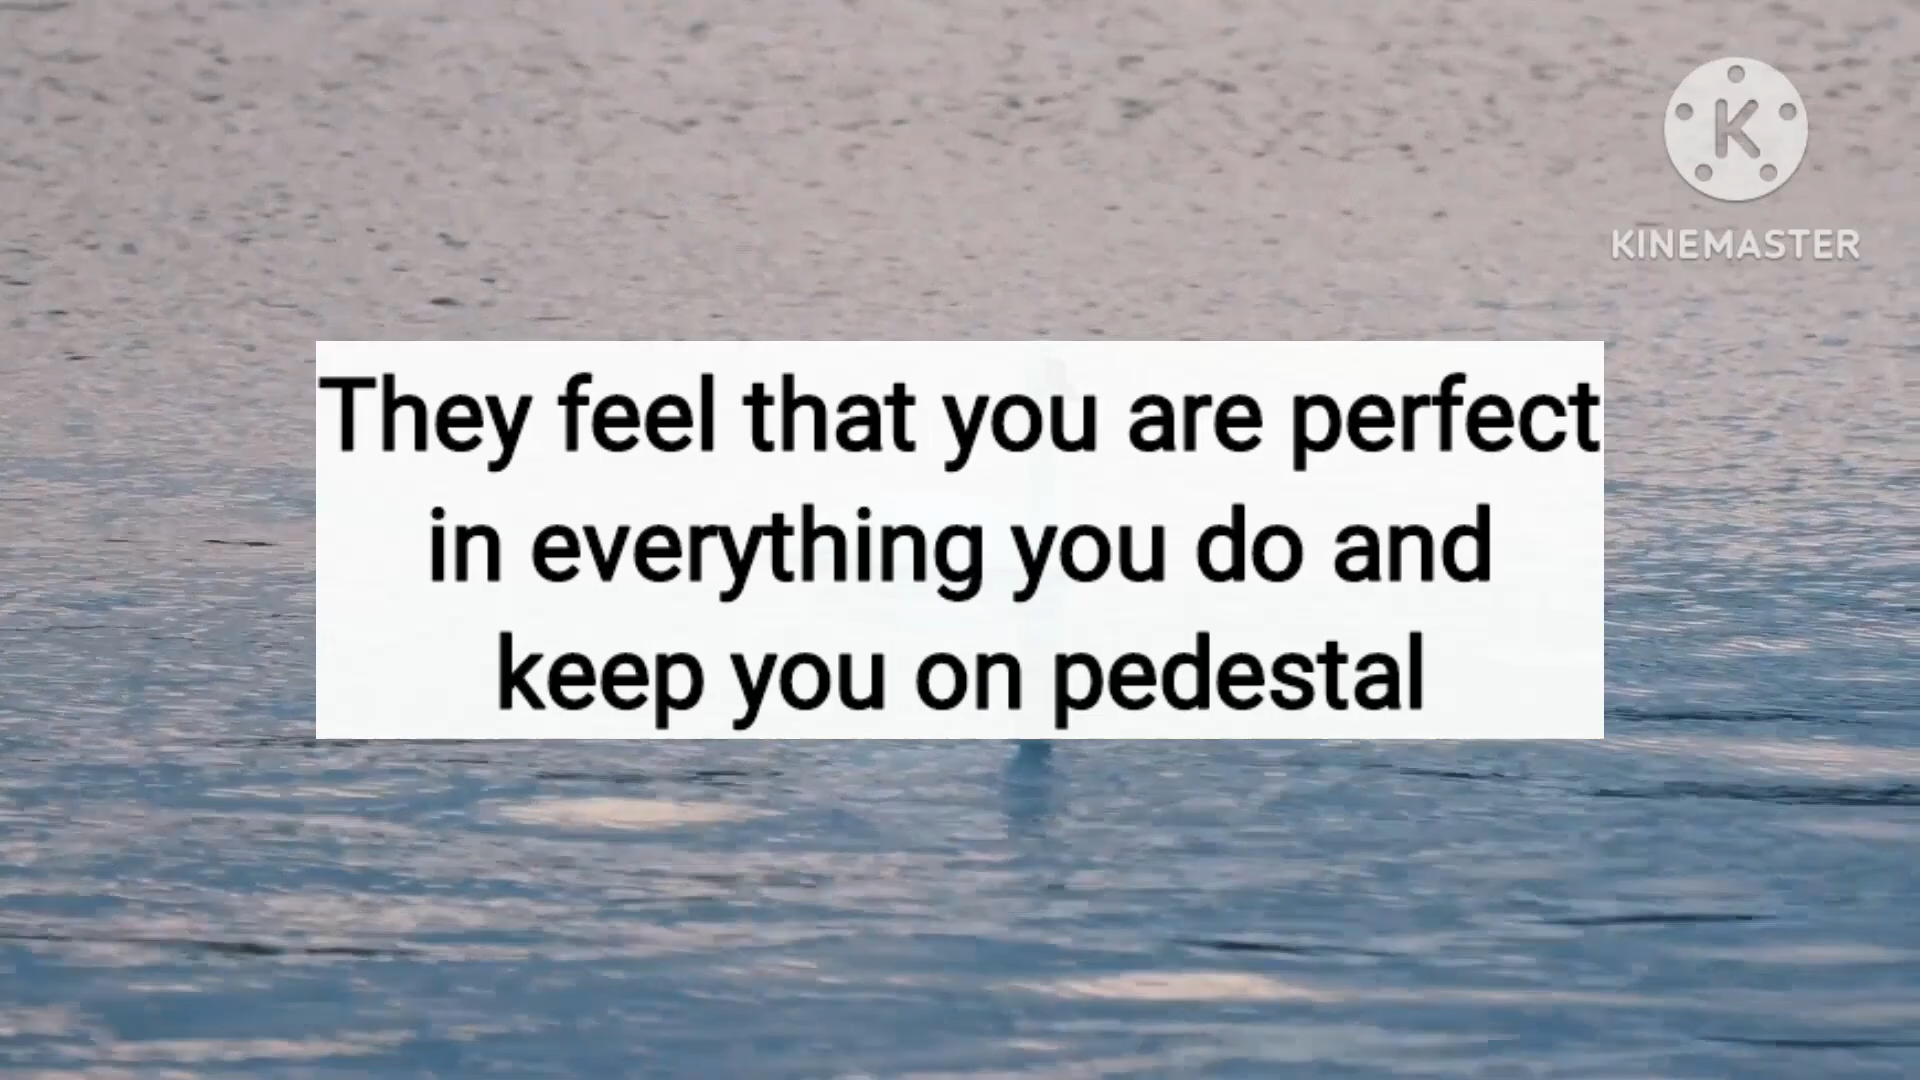 K
KINEMASTER
They feel that you are perfect
in everything you do and
keep you on pedestal